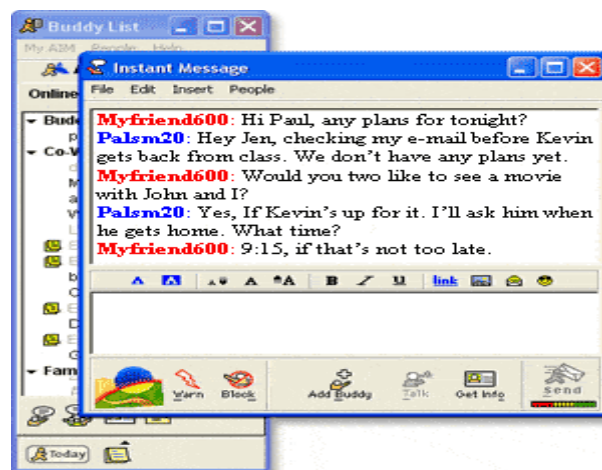 Buddy List
My AIM People Help
Instant Message
File Edit Insert People
Online
Myfriend600: Hi Paul, any plans for tonight?
Palsm20: Hey Jen, checking my e-mail before Kevin
gets back from class. We don't have any plans yet.
Myfriend600: Would you two like to see a movie
with John and I?
Palsm20: Yes, If Kevin's up for it. I'll ask him when
he gets home. What time?
Myfriend600: 9:15, if that's not too late.
A A A A A B I U link
Warn Block Add Buddy Talk Get Info Send
Today